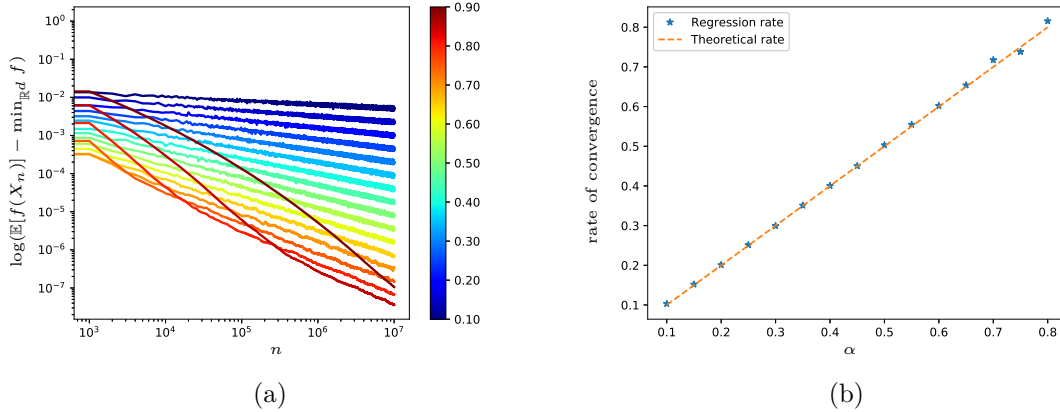 10^0
10^{-1}
10^{-2}
10^{-3}
10^{-4}
10^{-5}
10^{-6}
10^{-7}
log(𝔼[f(X_n)] − min_{ℝ^d} f)
10^3 10^4 10^5 10^6 10^7
n
0.90
0.80
0.70
0.60
0.50
0.40
0.30
0.20
0.10
(a)
Regression rate
Theoretical rate
0.8
0.7
0.6
0.5
0.4
0.3
0.2
0.1
rate of convergence
0.1 0.2 0.3 0.4 0.5 0.6 0.7 0.8
α
(b)